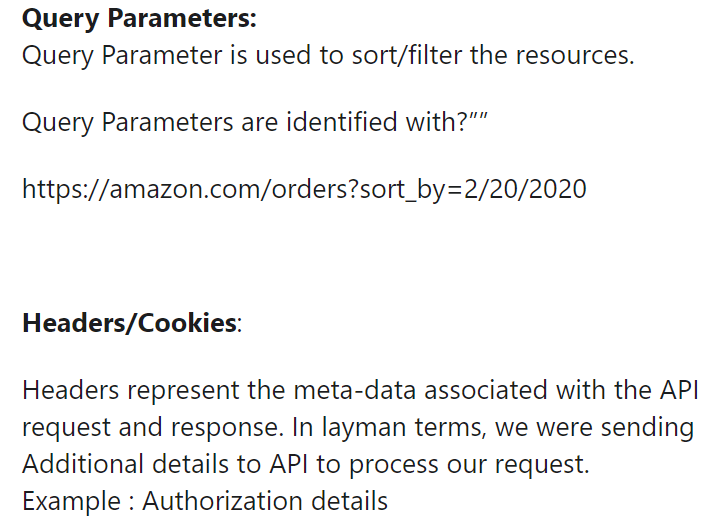 Query Parameters:
Query Parameter is used to sort/filter the resources.
Query Parameters are identified with?””
https://amazon.com/orders?sort_by=2/20/2020
Headers/Cookies:
Headers represent the meta-data associated with the API
request and response. In layman terms, we were sending
Additional details to API to process our request.
Example : Authorization details